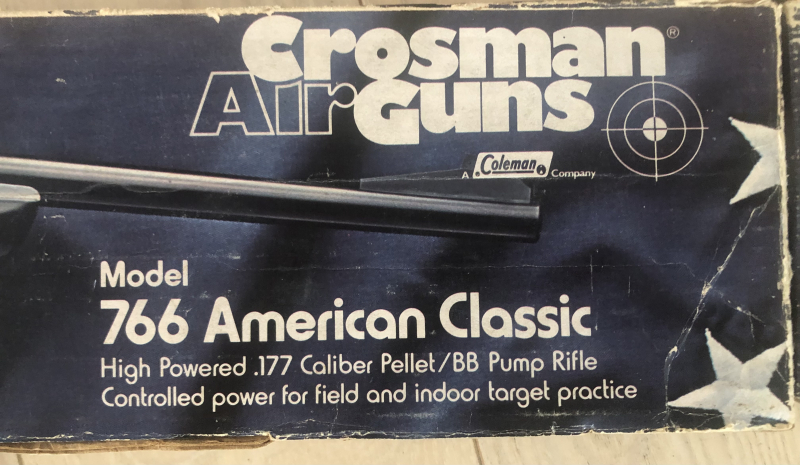 Crosman®
AirGuns
A Coleman® Company
Model
766 American Classic
High Powered .177 Caliber Pellet/BB Pump Rifle
Controlled power for field and indoor target practice